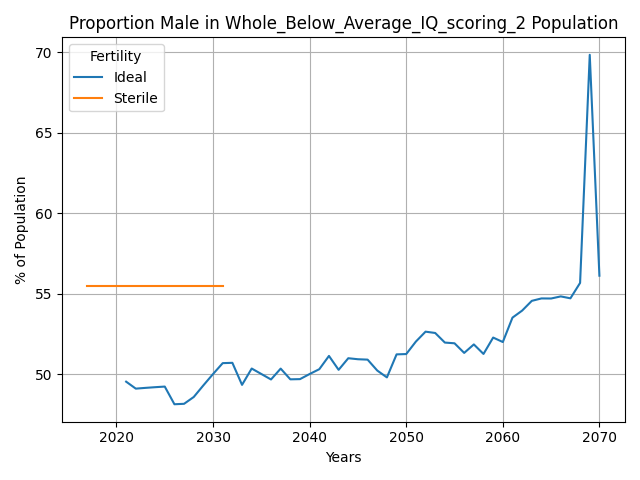 Proportion Male in Whole_Below_Average_IQ_scoring_2 Population
Fertility
Ideal
Sterile
% of Population
70
65
60
55
50
2020 2030 2040 2050 2060 2070
Years